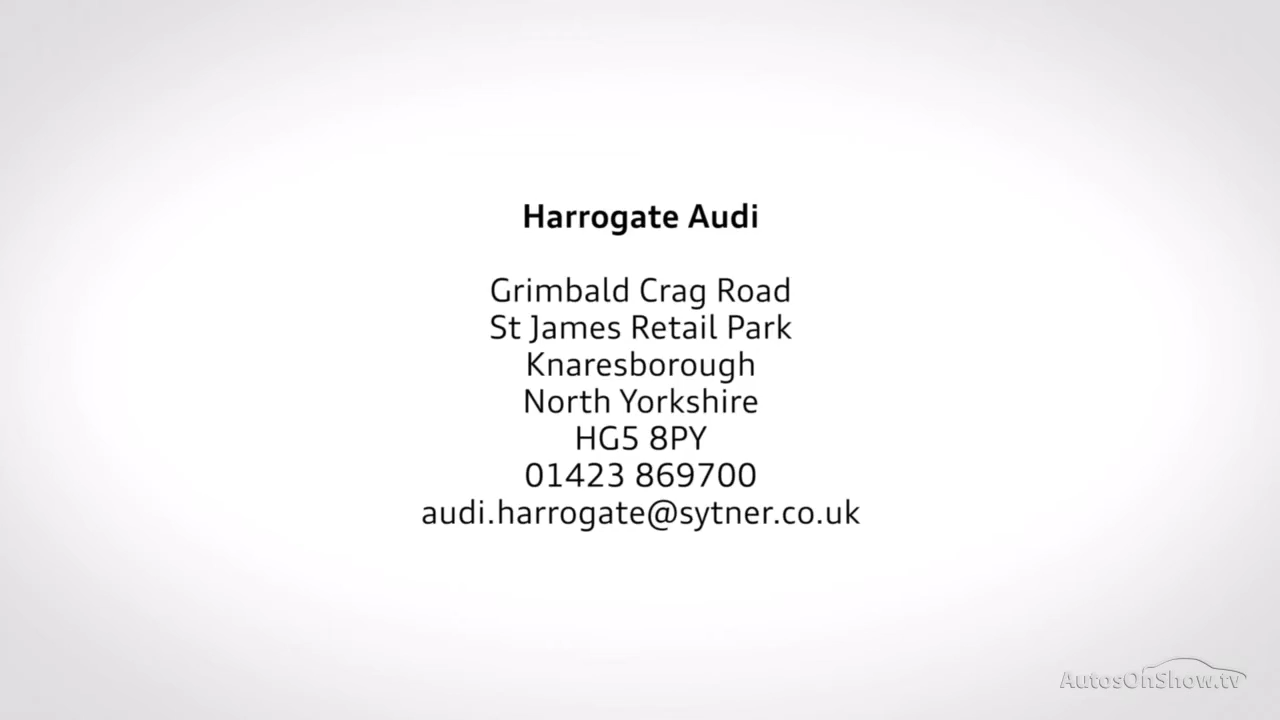 Harrogate Audi
Grimbald Crag Road
St James Retail Park
Knaresborough
North Yorkshire
HG5 8PY
01423 869700
audi.harrogate@sytner.co.uk
AutosOnShow.tv